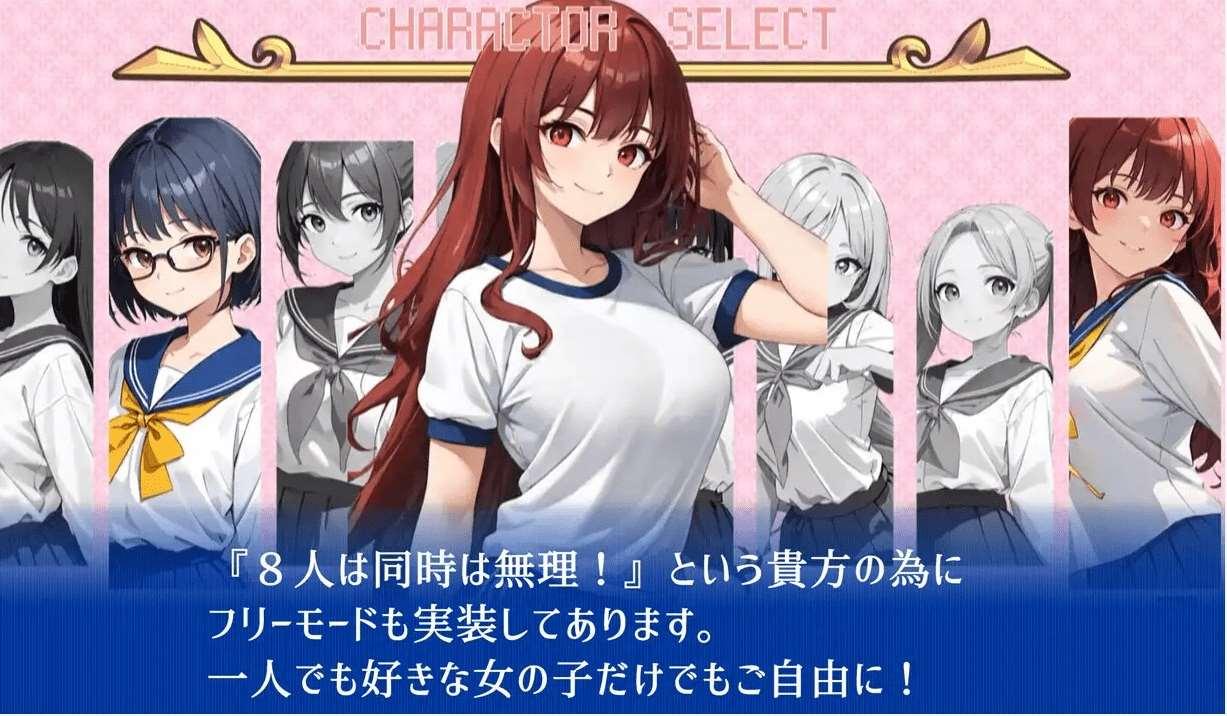 CHARACTOR SELECT
『８人は同時は無理！』という貴方の為に
フリーモードも実装してあります。
一人でも好きな女の子だけでもご自由に！